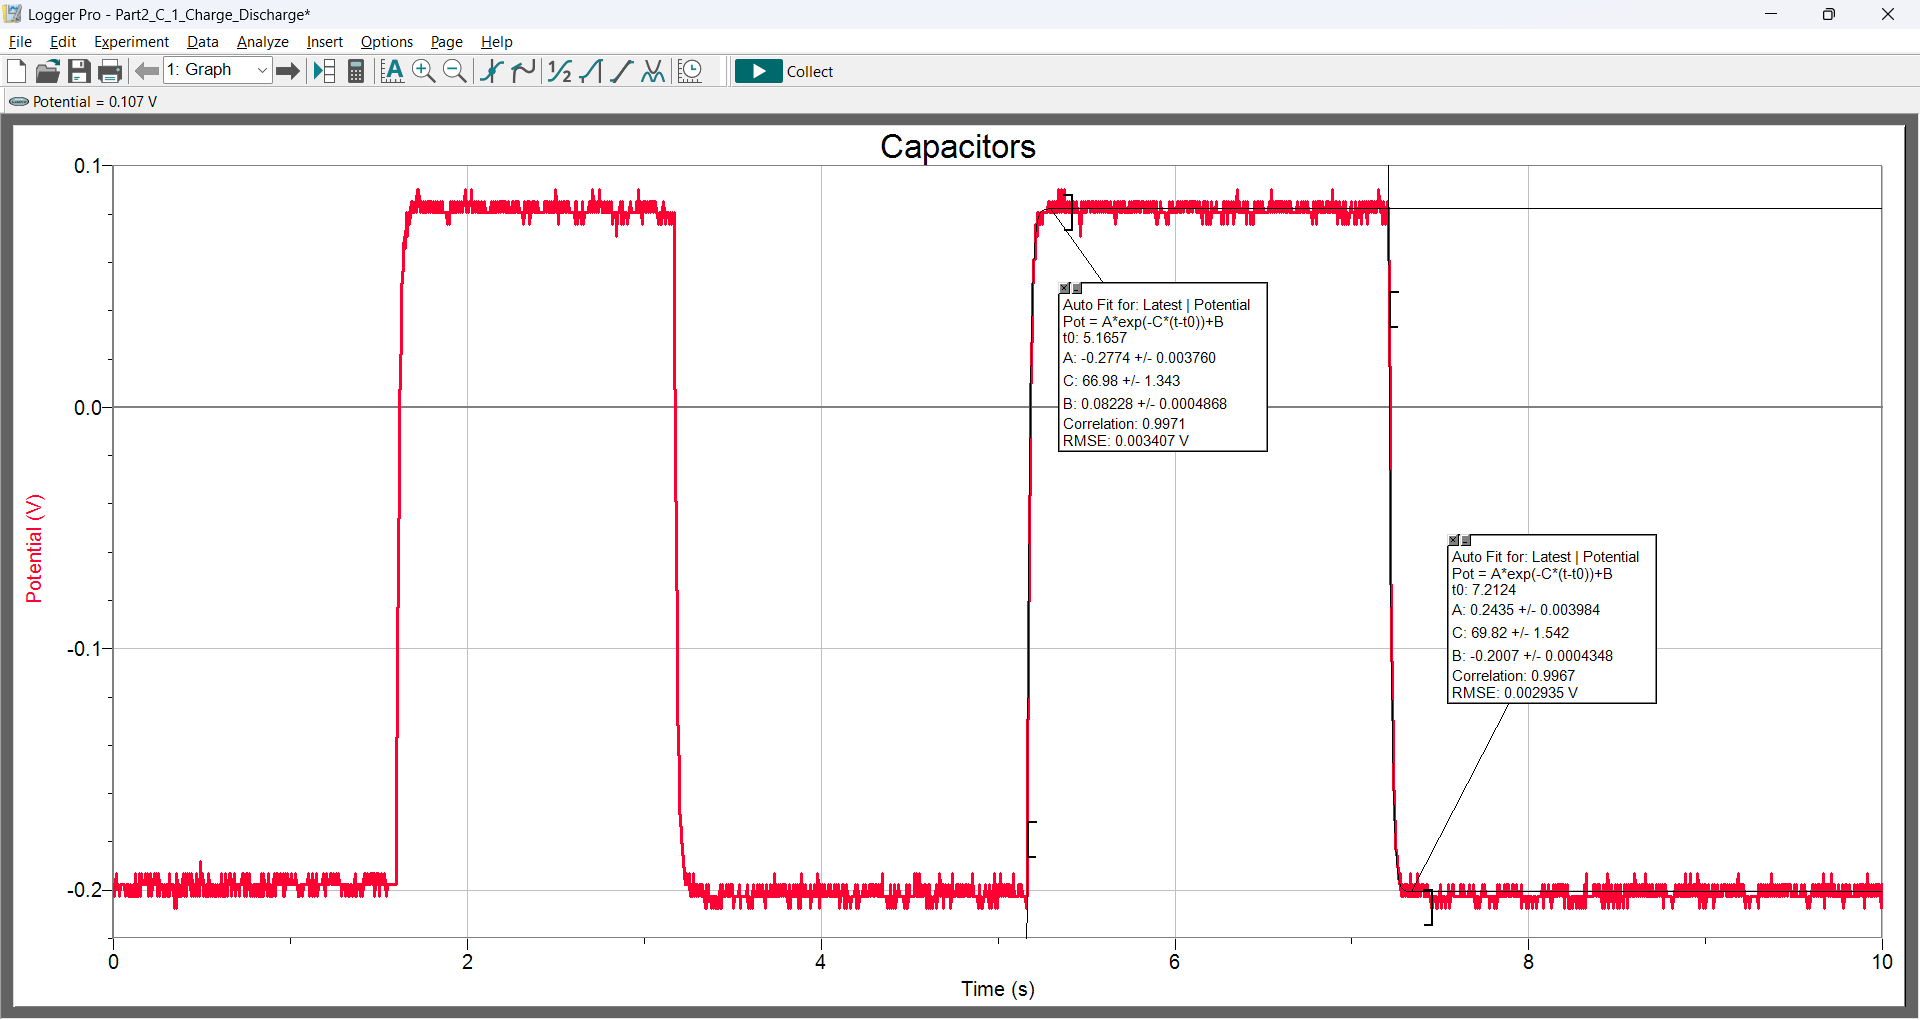 Logger Pro - Part2_C_1_Charge_Discharge*
File Edit Experiment Data Analyze Insert Options Page Help
1: Graph Collect
Potential = 0.107 V
Capacitors
0.1
0.0
-0.1
-0.2
Potential (V)
Auto Fit for: Latest | Potential
Pot = A*exp(-C*(t-t0))+B
t0: 5.1657
A: -0.2774 +/- 0.003760
C: 66.98 +/- 1.343
B: 0.08228 +/- 0.0004868
Correlation: 0.9971
RMSE: 0.003407 V
Auto Fit for: Latest | Potential
Pot = A*exp(-C*(t-t0))+B
t0: 7.2124
A: 0.2435 +/- 0.003984
C: 69.82 +/- 1.542
B: -0.2007 +/- 0.0004348
Correlation: 0.9967
RMSE: 0.002935 V
0 2 4 6 8 10
Time (s)